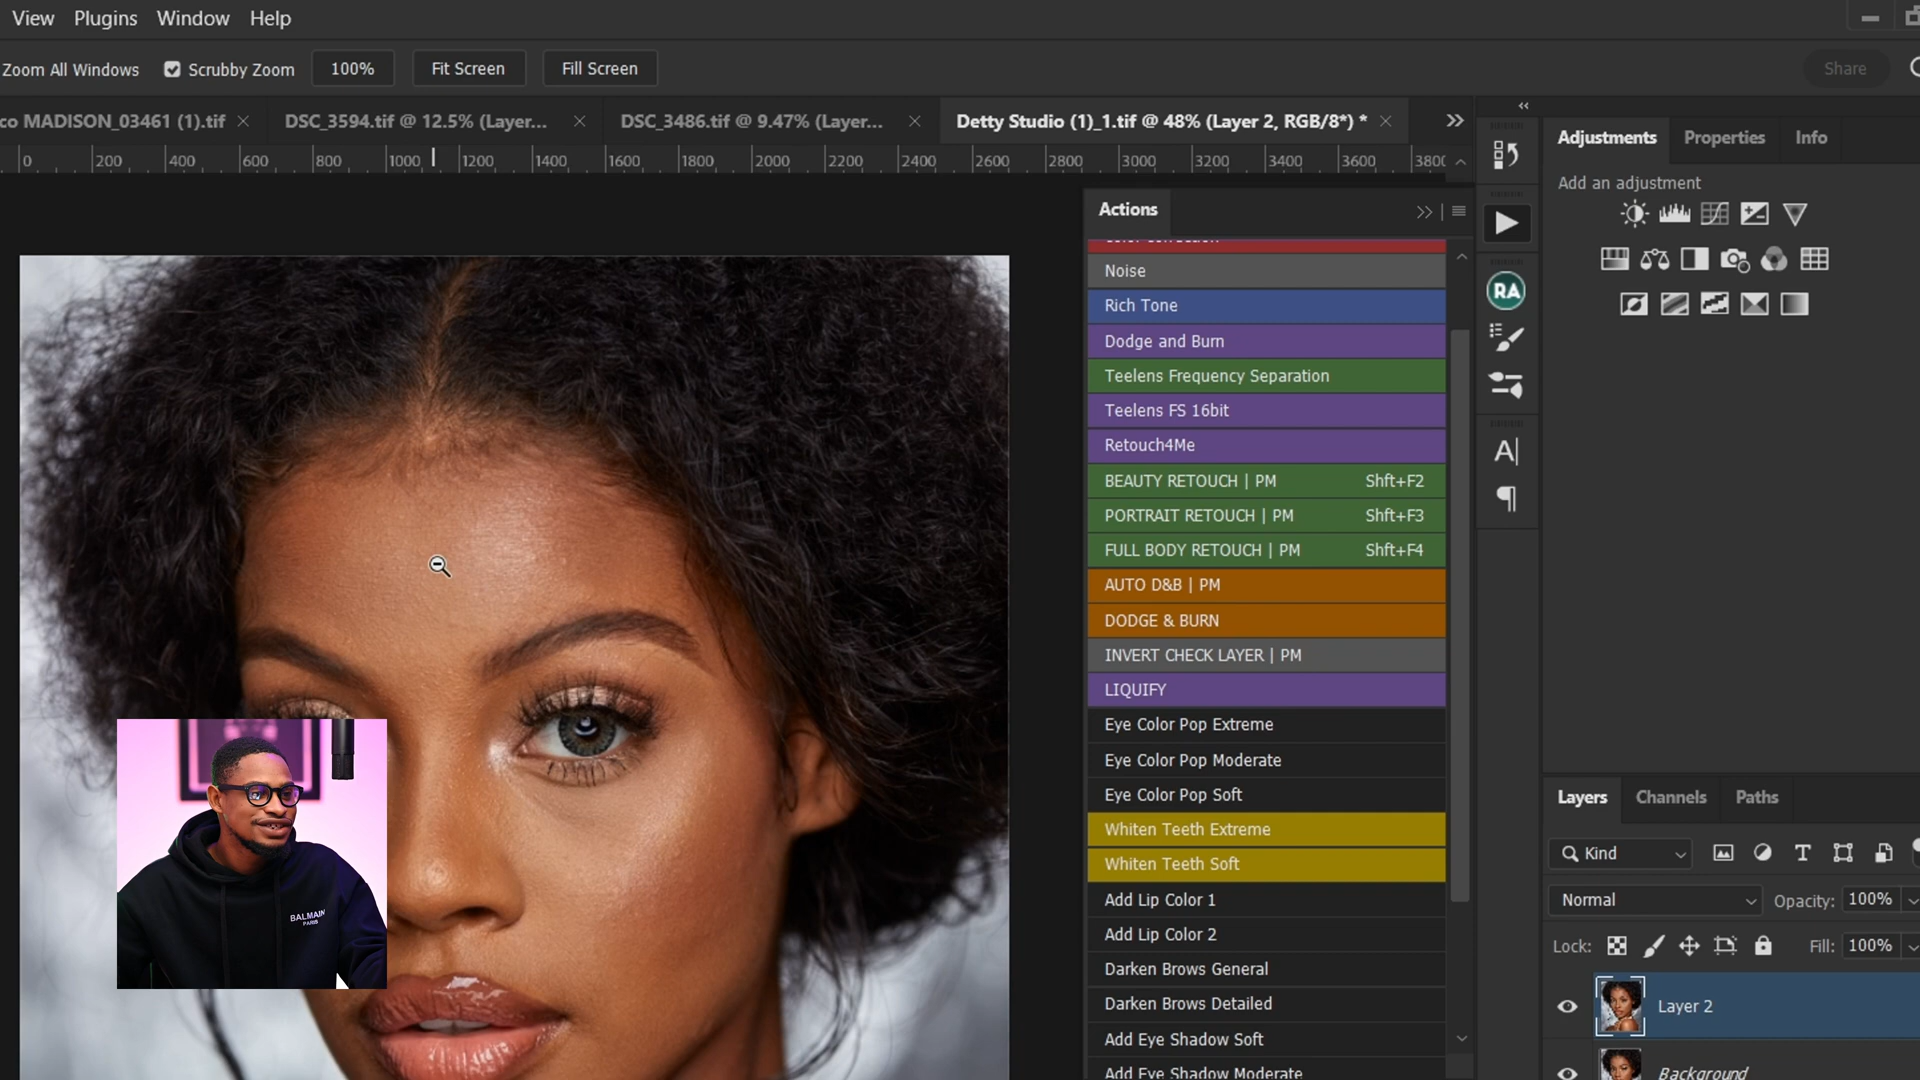 View Plugins Window Help
Zoom All Windows Scrubby Zoom 100% Fit Screen Fill Screen Share
co MADISON_03461 (1).tif DSC_3594.tif @ 12.5% (Layer... DSC_3486.tif @ 9.47% (Layer... Detty Studio (1)_1.tif @ 48% (Layer 2, RGB/8*) *
0 200 400 600 800 1000 1200 1400 1600 1800 2000 2200 2400 2600 2800 3000 3200 3400 3600 3800
Adjustments Properties Info
Add an adjustment
Actions
Color Correction
Noise
Rich Tone
Dodge and Burn
Teelens Frequency Separation
Teelens FS 16bit
Retouch4Me
BEAUTY RETOUCH | PM Shft+F2
PORTRAIT RETOUCH | PM Shft+F3
FULL BODY RETOUCH | PM Shft+F4
AUTO D&B | PM
DODGE & BURN
INVERT CHECK LAYER | PM
LIQUIFY
Eye Color Pop Extreme
Eye Color Pop Moderate
Eye Color Pop Soft
Whiten Teeth Extreme
Whiten Teeth Soft
Add Lip Color 1
Add Lip Color 2
Darken Brows General
Darken Brows Detailed
Add Eye Shadow Soft
Add Eye Shadow Moderate
RA
A|
Layers Channels Paths
Kind
Normal Opacity: 100%
Lock: Fill: 100%
Layer 2
Background
BALMAIN
PARIS